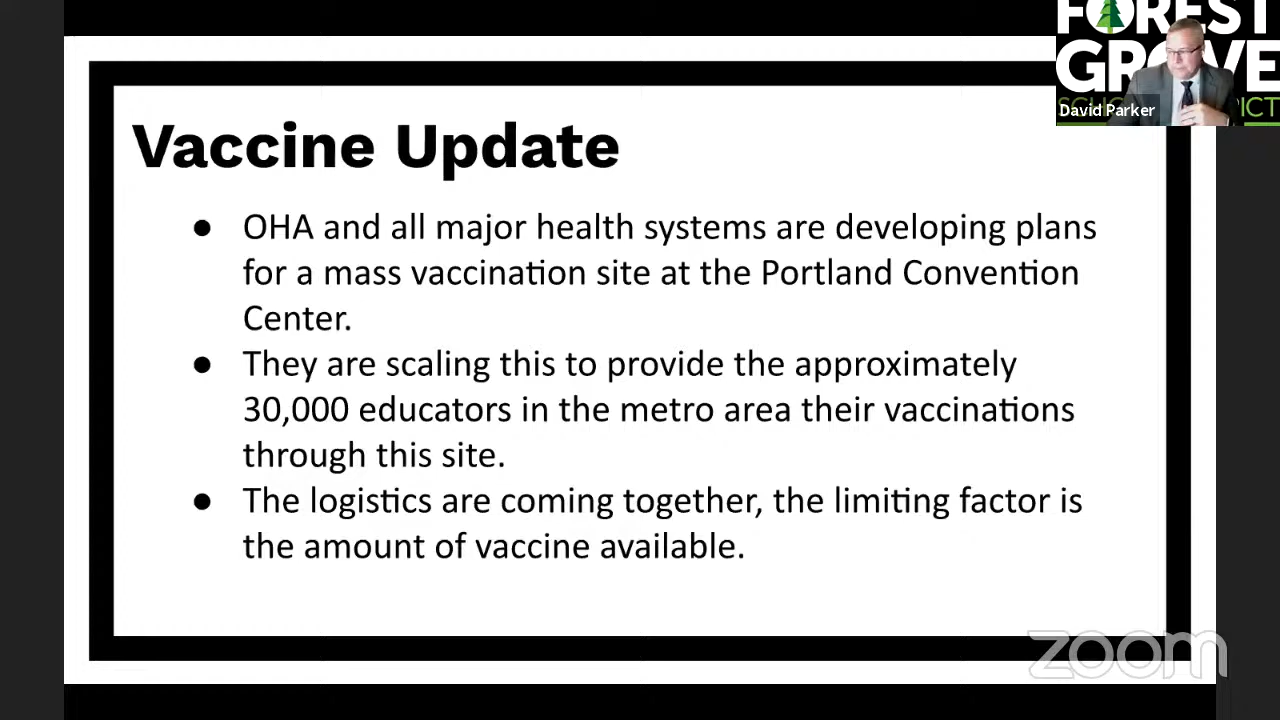 FOREST
GROVE
David Parker
Vaccine Update
● OHA and all major health systems are developing plans
for a mass vaccination site at the Portland Convention
Center.
● They are scaling this to provide the approximately
30,000 educators in the metro area their vaccinations
through this site.
● The logistics are coming together, the limiting factor is
the amount of vaccine available.
zoom